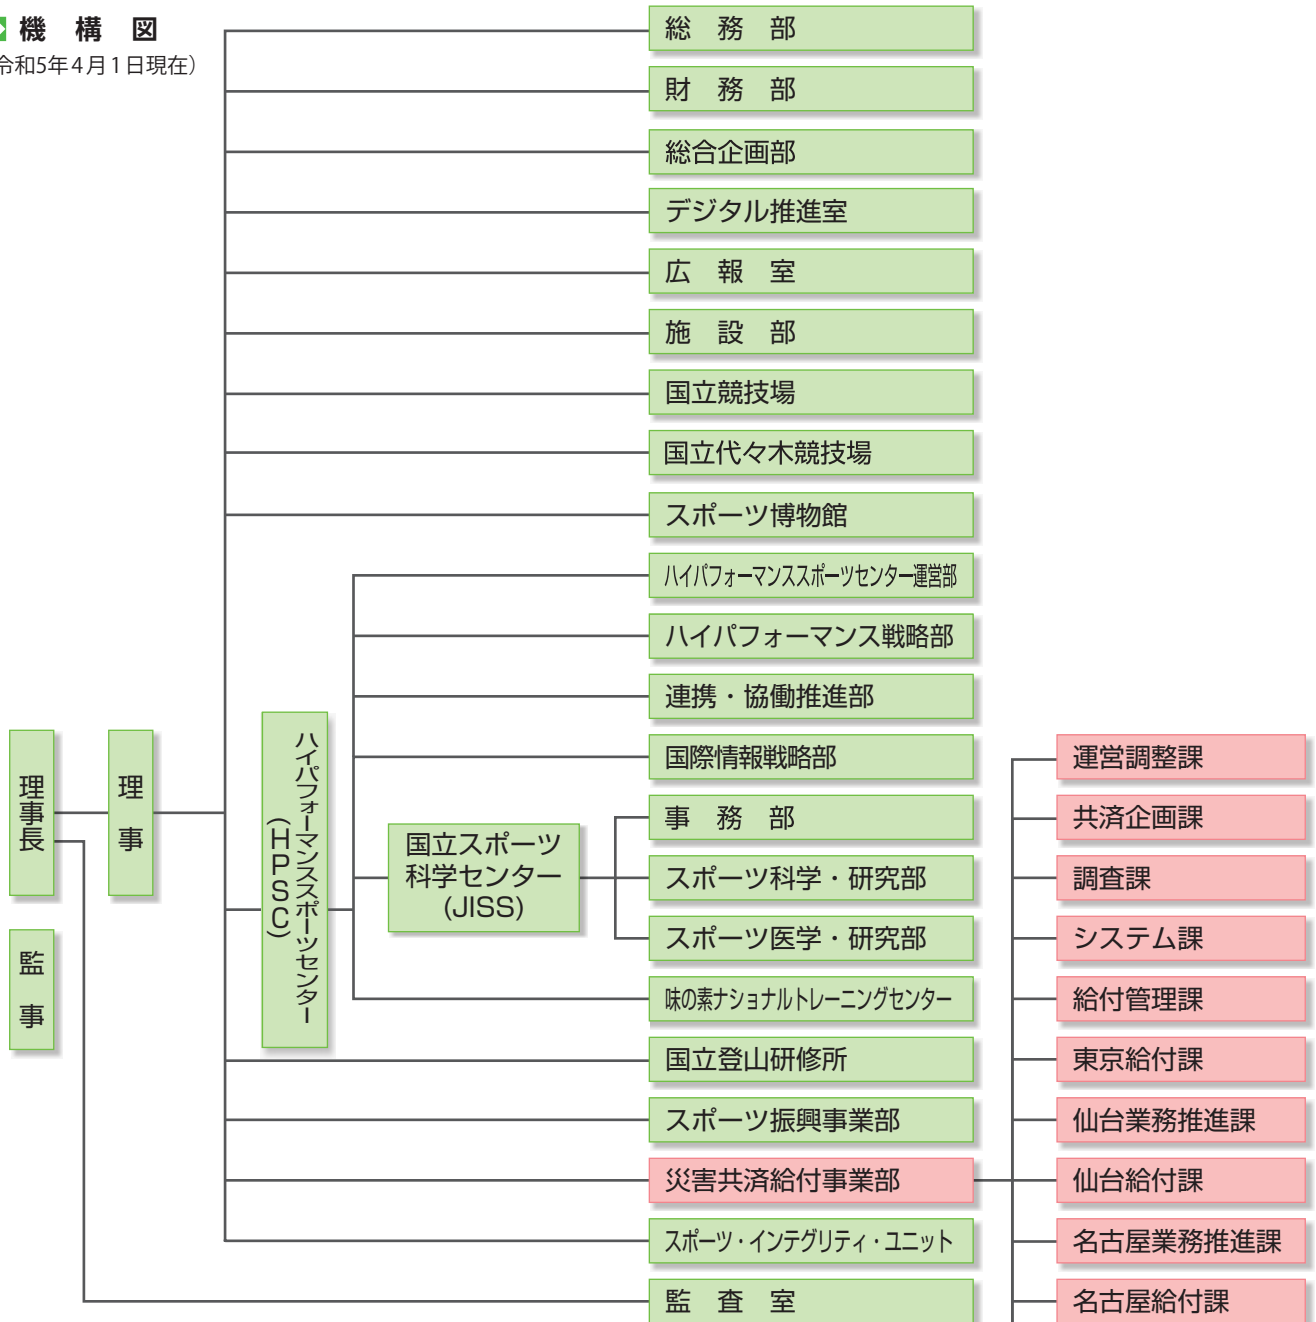 機 構 図
令和5年4月1日現在）
総 務 部
財 務 部
総合企画部
デジタル推進室
広 報 室
施 設 部
国立競技場
国立代々木競技場
スポーツ博物館
ハイパフォーマンススポーツセンター運営部
ハイパフォーマンス戦略部
連携・協働推進部
国際情報戦略部
事 務 部
スポーツ科学・研究部
スポーツ医学・研究部
味の素ナショナルトレーニングセンター
国立登山研修所
スポーツ振興事業部
災害共済給付事業部
スポーツ・インテグリティ・ユニット
監 査 室
理事長
理 事
監 事
ハイパフォーマンススポーツセンター
（HPSC）
国立スポーツ
科学センター
(JISS)
運営調整課
共済企画課
調査課
システム課
給付管理課
東京給付課
仙台業務推進課
仙台給付課
名古屋業務推進課
名古屋給付課